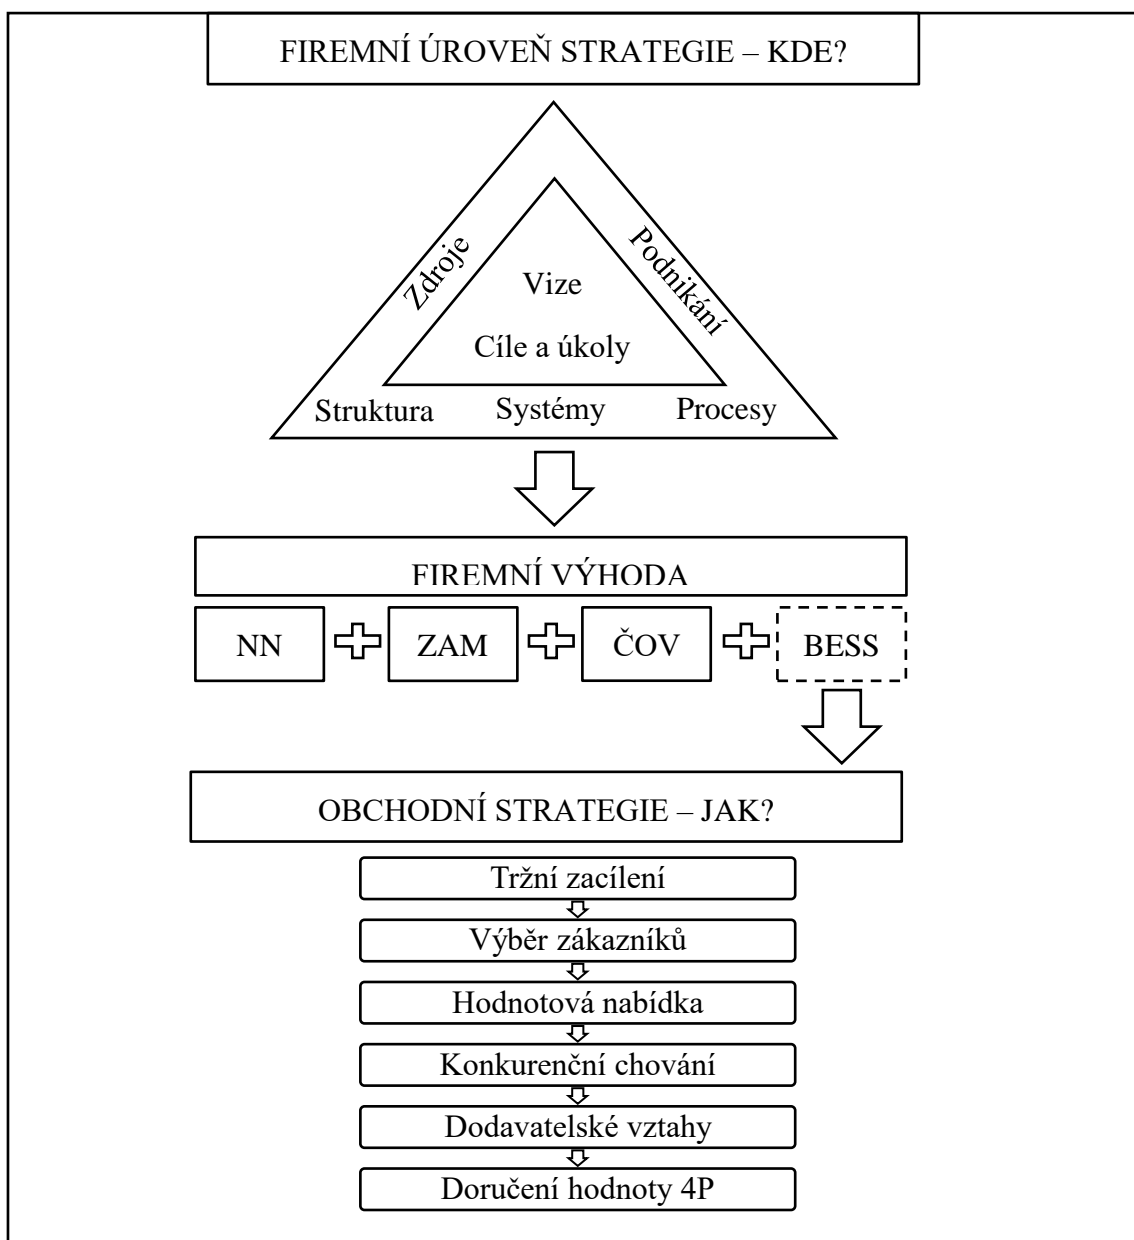 FIREMNÍ ÚROVEŇ STRATEGIE – KDE?
Zdroje
Podnikání
Vize
Cíle a úkoly
Struktura Systémy Procesy
FIREMNÍ VÝHODA
NN ZAM ČOV BESS
OBCHODNÍ STRATEGIE – JAK?
Tržní zacílení
Výběr zákazníků
Hodnotová nabídka
Konkurenční chování
Dodavatelské vztahy
Doručení hodnoty 4P